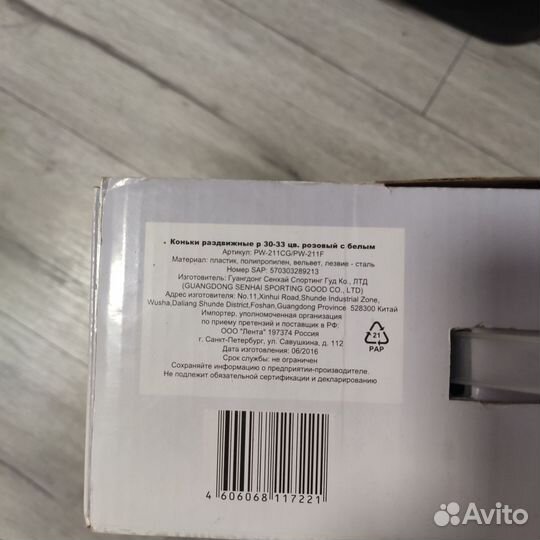 Коньки раздвижные р 30-33 цв. розовый с белым
Артикул: PW-211CG/PW-211F
Материал: пластик, полипропилен, вельвет, лезвие - сталь
Номер SAP: 570303289213
Изготовитель: Гуангдонг Сенхай Спортинг Гуд Ко., ЛТД
(GUANGDONG SENHAI SPORTING GOOD CO., LTD)
Адрес изготовителя: No.11,Xinhui Road,Shunde Industrial Zone,
Wusha,Daliang Shunde District,Foshan,Guangdong Province 528300 Китай
Импортер, уполномоченная организация
по приему претензий и поставщик в РФ:
ООО "Лента" 197374 Россия
г. Санкт-Петербург, ул. Савушкина, д. 112
Дата изготовления: 06/2016
Срок службы: не ограничен
Сохраняйте информацию о предприятии-производителе.
Не подлежит обязательной сертификации и декларированию
21
PAP
4 606068 117221
Avito